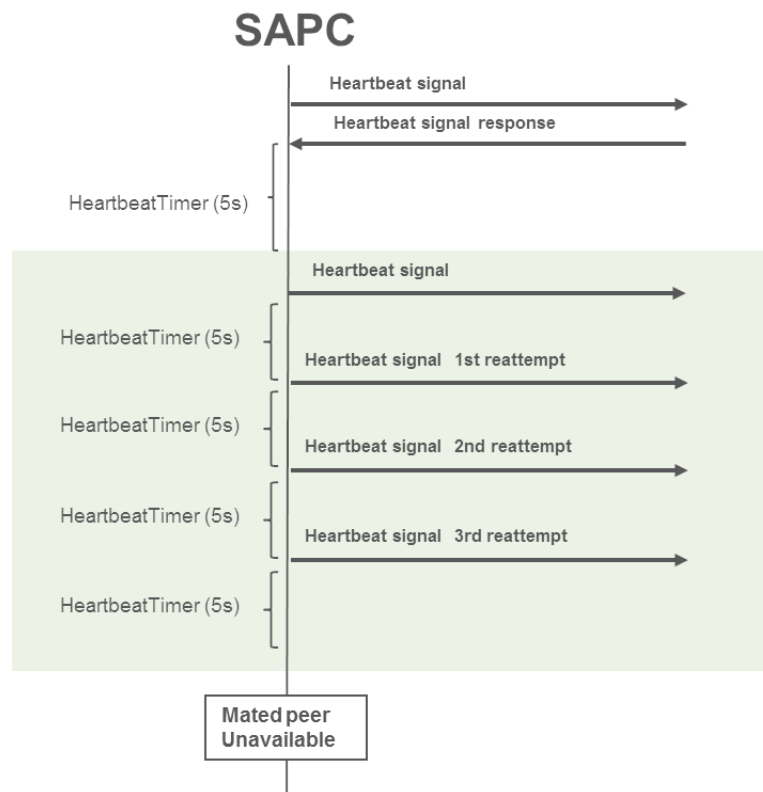 SAPC
Heartbeat signal
Heartbeat signal response
HeartbeatTimer (5s)
Heartbeat signal
HeartbeatTimer (5s)
Heartbeat signal 1st reattempt
HeartbeatTimer (5s)
Heartbeat signal 2nd reattempt
HeartbeatTimer (5s)
Heartbeat signal 3rd reattempt
HeartbeatTimer (5s)
Mated peer
Unavailable